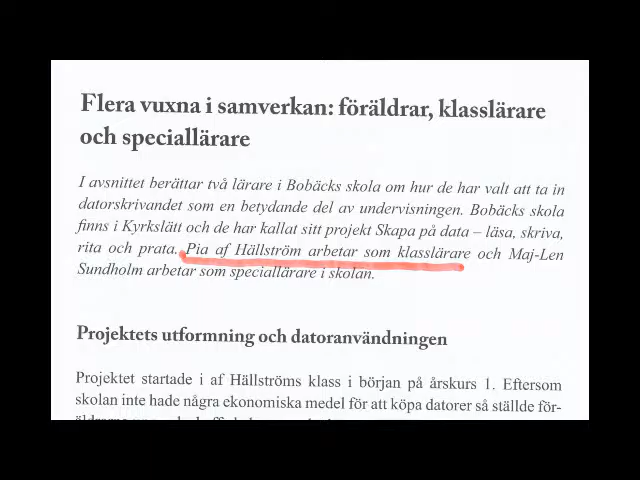 Flera vuxna i samverkan: föräldrar, klasslärare
och speciallärare
I avsnittet berättar två lärare i Bobäcks skola om hur de har valt att ta in
datorskrivandet som en betydande del av undervisningen. Bobäcks skola
finns i Kyrkslätt och de har kallat sitt projekt Skapa på data – läsa, skriva,
rita och prata. Pia af Hällström arbetar som klasslärare och Maj-Len
Sundholm arbetar som speciallärare i skolan.
Projektets utformning och datoranvändningen
Projektet startade i af Hällströms klass i början på årskurs 1. Eftersom
skolan inte hade några ekonomiska medel för att köpa datorer så ställde för-